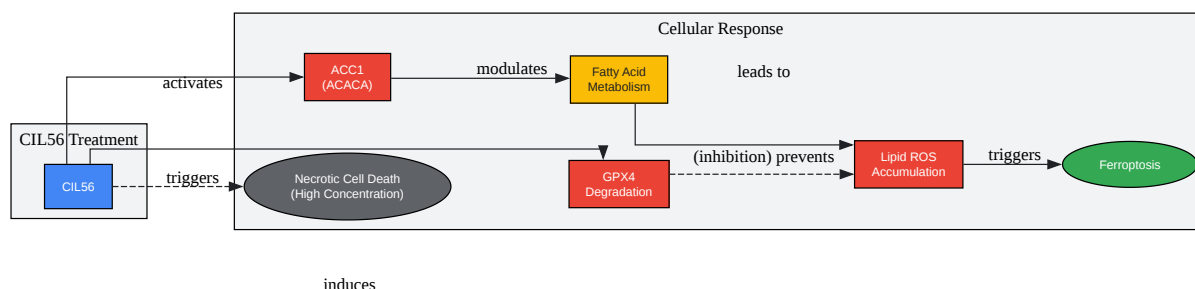 Cellular Response
ACC1
(ACACA)
modulates
Fatty Acid
Metabolism
leads to
activates
CIL56 Treatment
CIL56
triggers
Necrotic Cell Death
(High Concentration)
GPX4
Degradation
(inhibition) prevents
Lipid ROS
Accumulation
triggers
Ferroptosis
induces